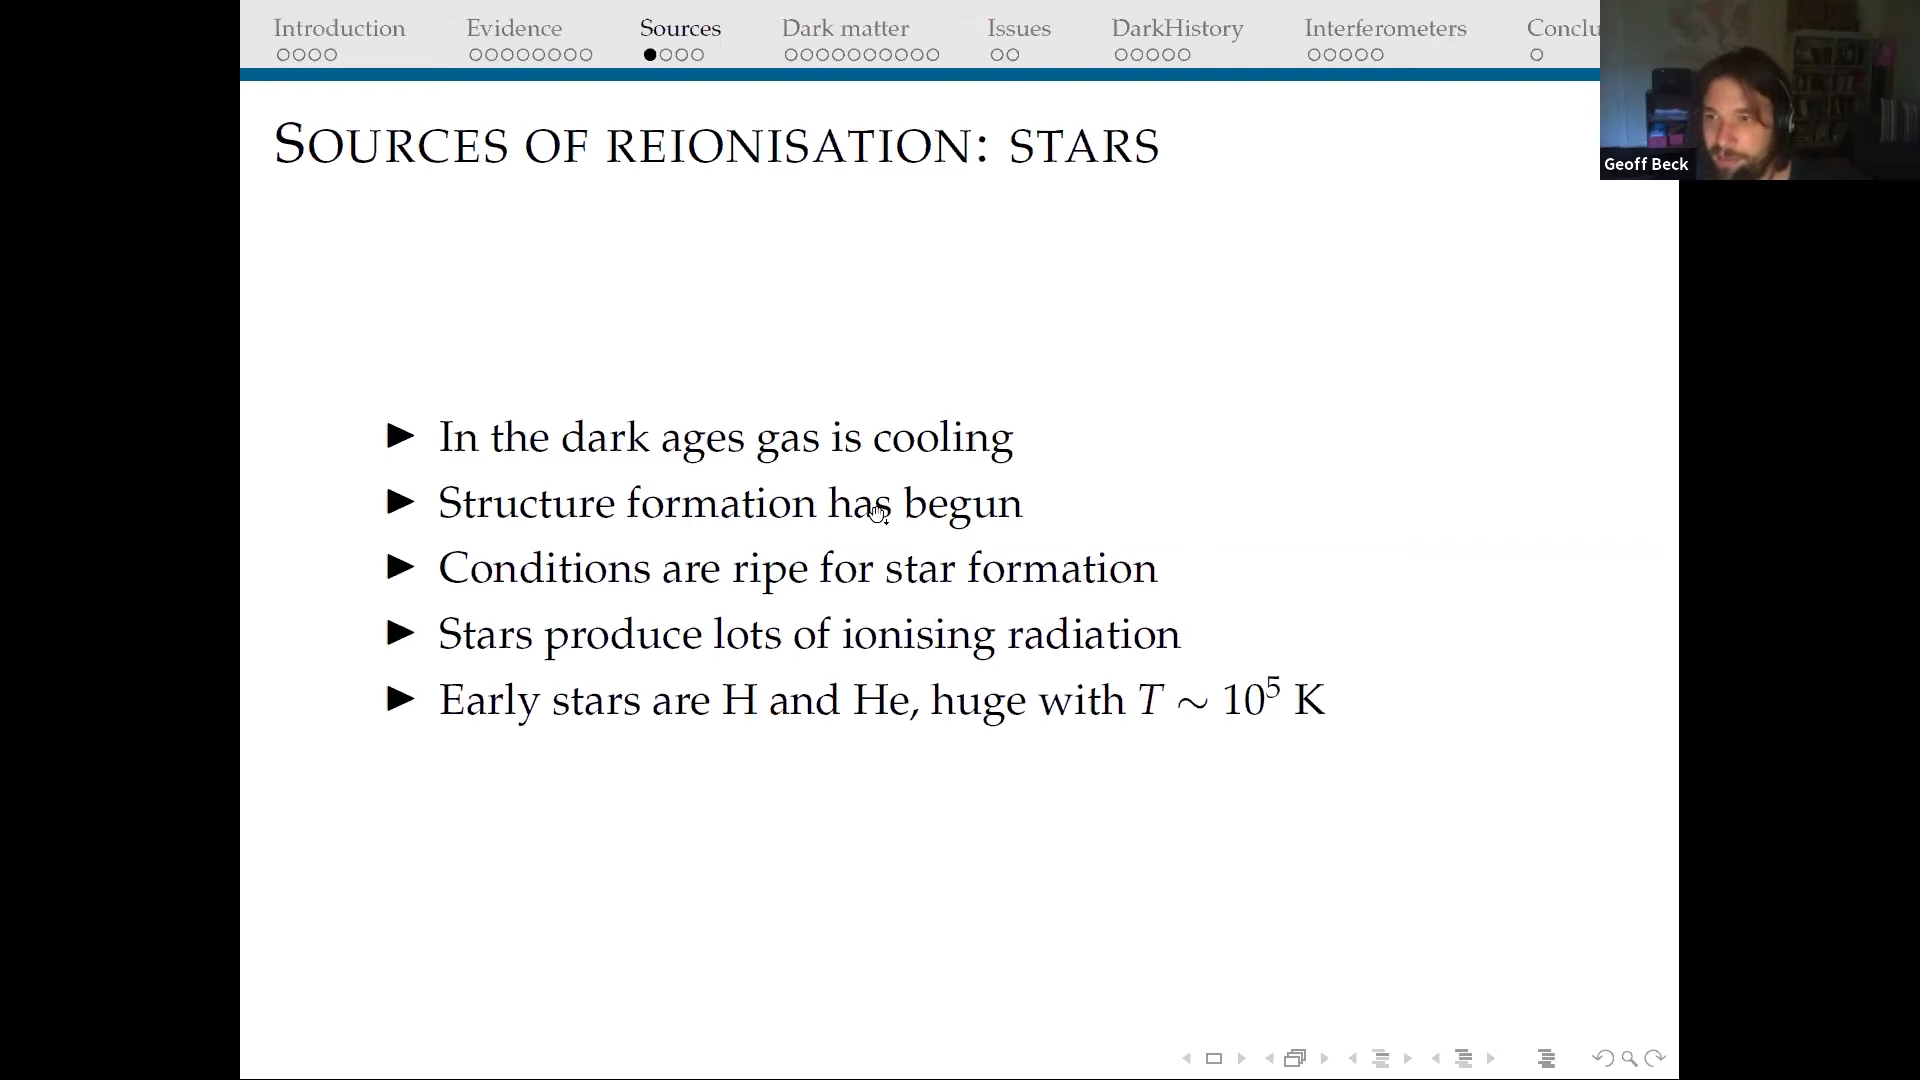 Introduction Evidence Sources Dark matter Issues DarkHistory Interferometers Conclu
Geoff Beck
SOURCES OF REIONISATION: STARS
▶ In the dark ages gas is cooling
▶ Structure formation has begun
▶ Conditions are ripe for star formation
▶ Stars produce lots of ionising radiation
▶ Early stars are H and He, huge with T ∼ 10⁵ K